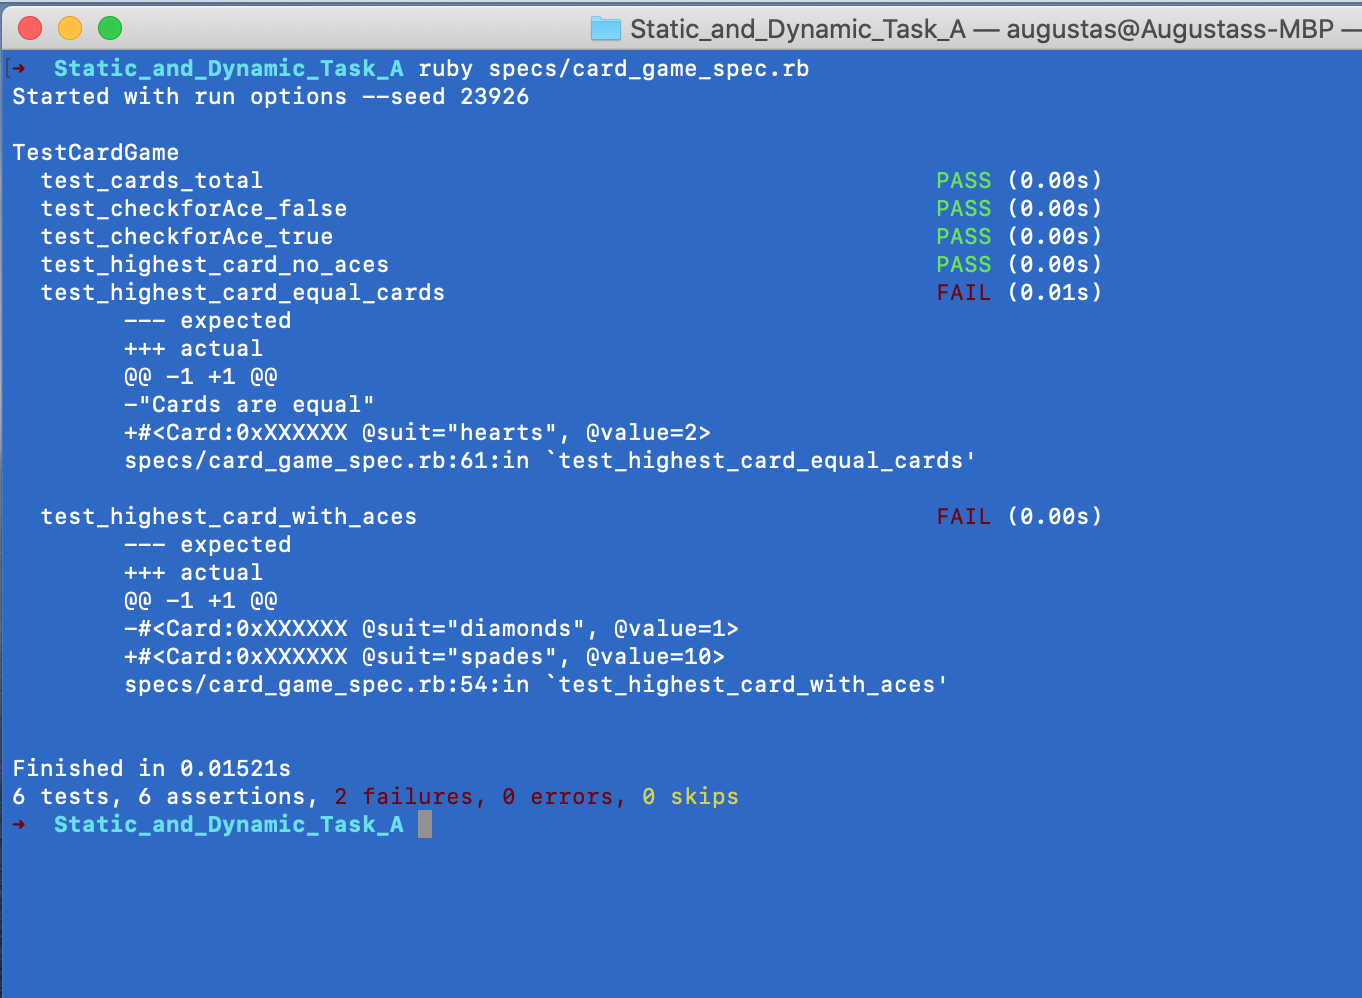 Static_and_Dynamic_Task_A — augustas@Augustass-MBP —
[➜ Static_and_Dynamic_Task_A ruby specs/card_game_spec.rb
Started with run options --seed 23926
TestCardGame
test_cards_total PASS (0.00s)
test_checkforAce_false PASS (0.00s)
test_checkforAce_true PASS (0.00s)
test_highest_card_no_aces PASS (0.00s)
test_highest_card_equal_cards FAIL (0.01s)
--- expected
+++ actual
@@ -1 +1 @@
-"Cards are equal"
+#<Card:0xXXXXXX @suit="hearts", @value=2>
specs/card_game_spec.rb:61:in `test_highest_card_equal_cards'
test_highest_card_with_aces FAIL (0.00s)
--- expected
+++ actual
@@ -1 +1 @@
-#<Card:0xXXXXXX @suit="diamonds", @value=1>
+#<Card:0xXXXXXX @suit="spades", @value=10>
specs/card_game_spec.rb:54:in `test_highest_card_with_aces'
Finished in 0.01521s
6 tests, 6 assertions, 2 failures, 0 errors, 0 skips
➜ Static_and_Dynamic_Task_A